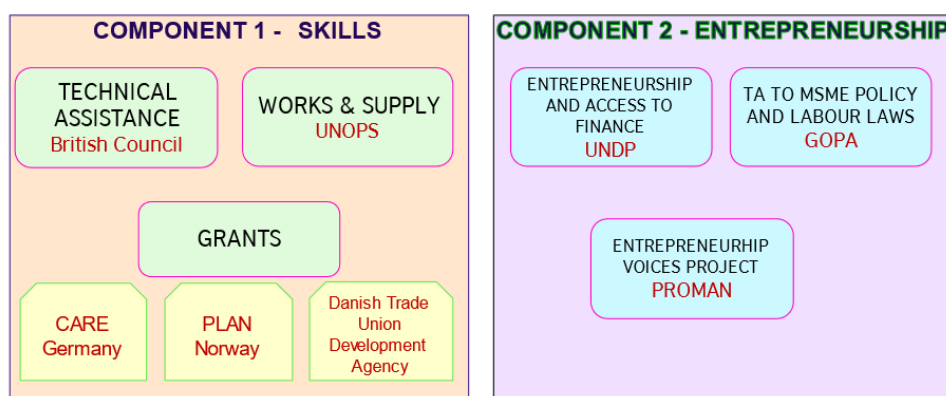 COMPONENT 1 - SKILLS
TECHNICAL
ASSISTANCE
British Council
WORKS & SUPPLY
UNOPS
GRANTS
CARE
Germany
PLAN
Norway
Danish Trade
Union
Development
Agency
COMPONENT 2 - ENTREPRENEURSHIP
ENTREPRENEURSHIP
AND ACCESS TO
FINANCE
UNDP
TA TO MSME POLICY
AND LABOUR LAWS
GOPA
ENTREPRENEURHIP
VOICES PROJECT
PROMAN